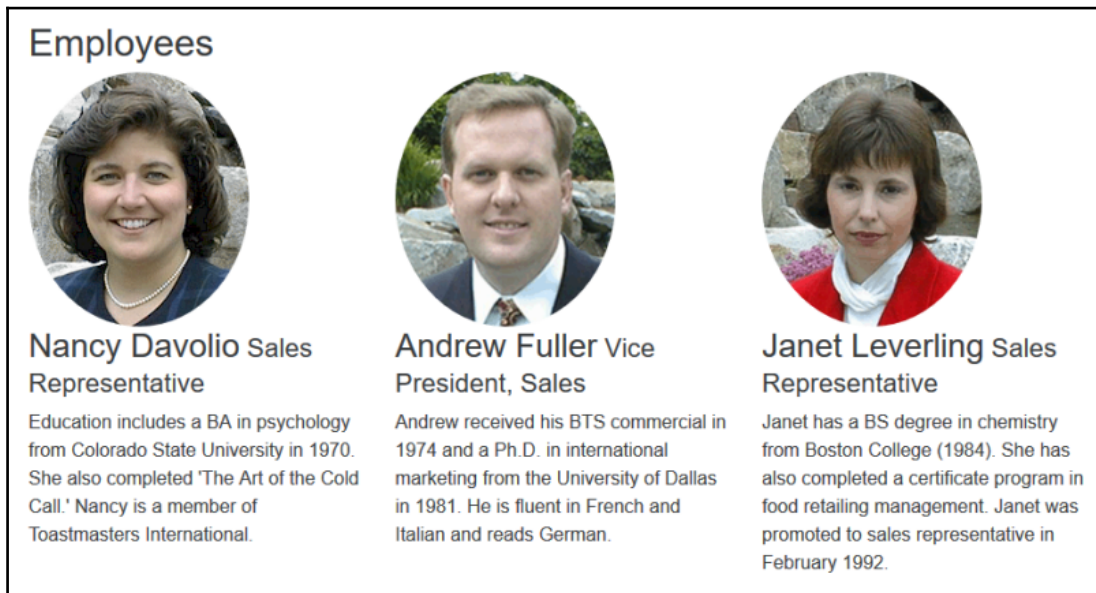 Employees
Nancy Davolio Sales
Representative
Education includes a BA in psychology
from Colorado State University in 1970.
She also completed 'The Art of the Cold
Call.' Nancy is a member of
Toastmasters International.
Andrew Fuller Vice
President, Sales
Andrew received his BTS commercial in
1974 and a Ph.D. in international
marketing from the University of Dallas
in 1981. He is fluent in French and
Italian and reads German.
Janet Leverling Sales
Representative
Janet has a BS degree in chemistry
from Boston College (1984). She has
also completed a certificate program in
food retailing management. Janet was
promoted to sales representative in
February 1992.